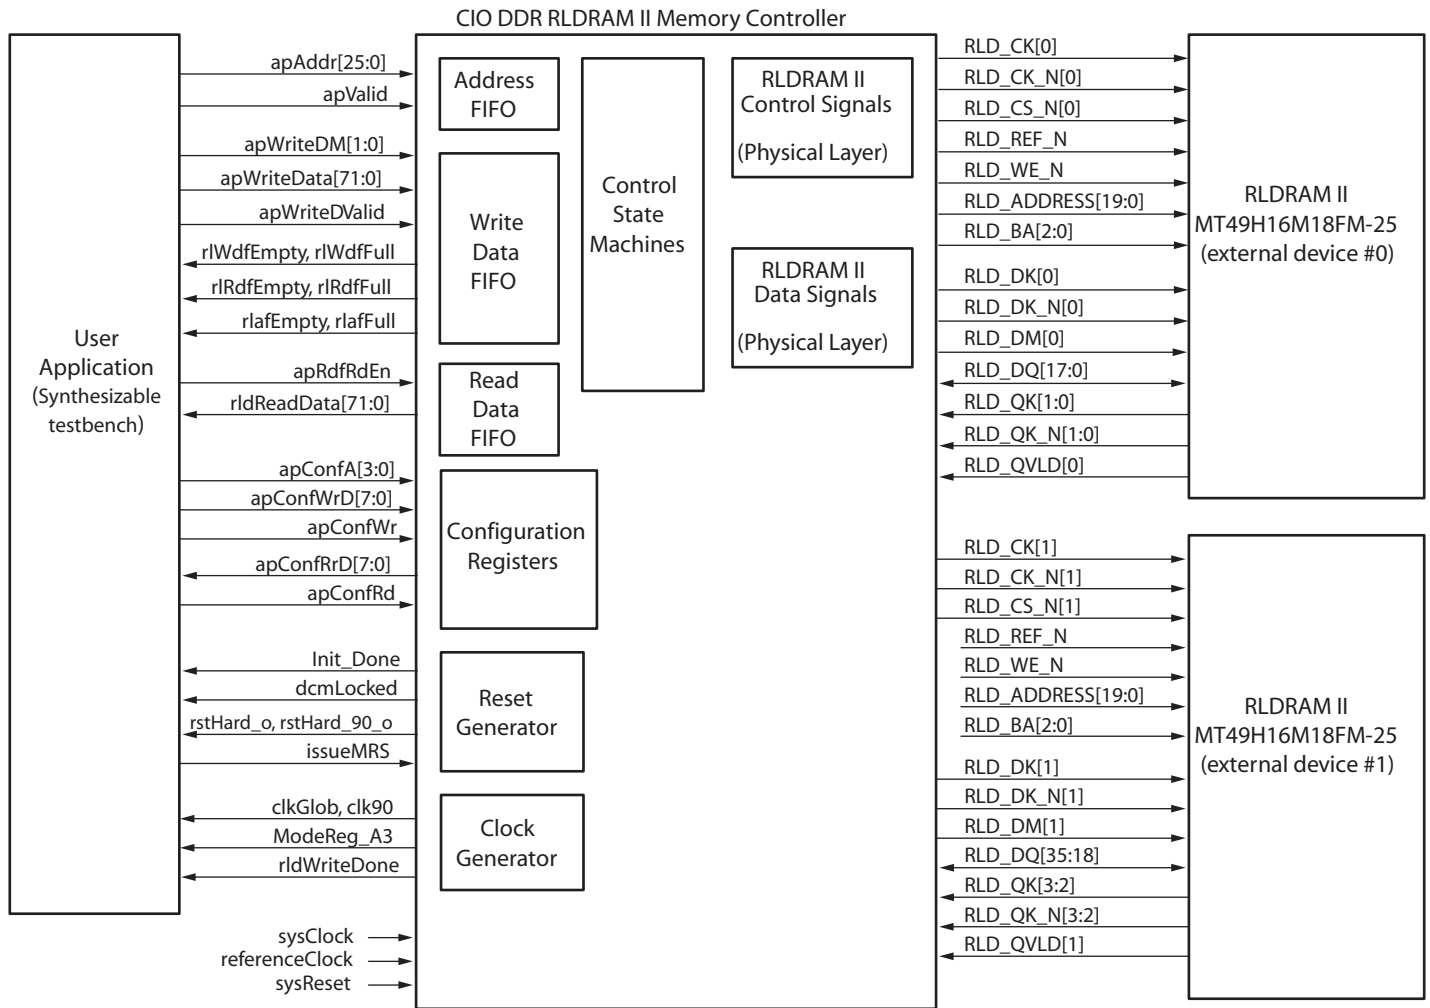 CIO DDR RLDRAM II Memory Controller
User
Application
(Synthesizable
testbench)
apAddr[25:0]
apValid
apWriteDM[1:0]
apWriteData[71:0]
apWriteDValid
rlWdfEmpty, rlWdfFull
rlRdfEmpty, rlRdfFull
rlafEmpty, rlafFull
apRdfRdEn
rldReadData[71:0]
apConfA[3:0]
apConfWrD[7:0]
apConfWr
apConfRrD[7:0]
apConfRd
Init_Done
dcmLocked
rstHard_o, rstHard_90_o
issueMRS
clkGlob, clk90
ModeReg_A3
rldWriteDone
sysClock
referenceClock
sysReset
Address
FIFO
Write
Data
FIFO
Read
Data
FIFO
Configuration
Registers
Reset
Generator
Clock
Generator
Control
State
Machines
RLDRAM II
Control Signals
(Physical Layer)
RLDRAM II
Data Signals
(Physical Layer)
RLD_CK[0]
RLD_CK_N[0]
RLD_CS_N[0]
RLD_REF_N
RLD_WE_N
RLD_ADDRESS[19:0]
RLD_BA[2:0]
RLD_DK[0]
RLD_DK_N[0]
RLD_DM[0]
RLD_DQ[17:0]
RLD_QK[1:0]
RLD_QK_N[1:0]
RLD_QVLD[0]
RLDRAM II
MT49H16M18FM-25
(external device #0)
RLD_CK[1]
RLD_CK_N[1]
RLD_CS_N[1]
RLD_REF_N
RLD_WE_N
RLD_ADDRESS[19:0]
RLD_BA[2:0]
RLD_DK[1]
RLD_DK_N[1]
RLD_DM[1]
RLD_DQ[35:18]
RLD_QK[3:2]
RLD_QK_N[3:2]
RLD_QVLD[1]
RLDRAM II
MT49H16M18FM-25
(external device #1)